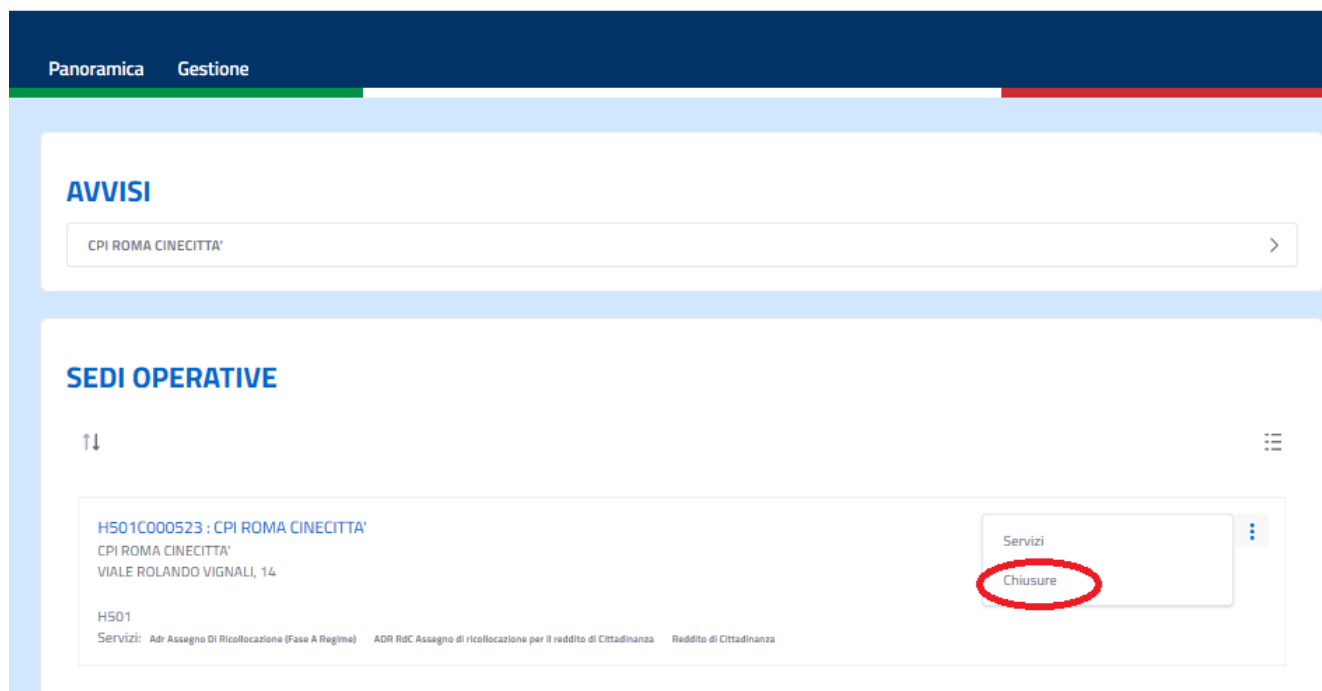 Panoramica Gestione
AVVISI
CPI ROMA CINECITTA'
SEDI OPERATIVE
H501C000523 : CPI ROMA CINECITTA'
CPI ROMA CINECITTA'
VIALE ROLANDO VIGNALI, 14
H501
Servizi: Adr Assegno Di Ricollocazione (Fase A Regime) ADR RdC Assegno di ricollocazione per il reddito di Cittadinanza Reddito di Cittadinanza
Servizi
Chiusure